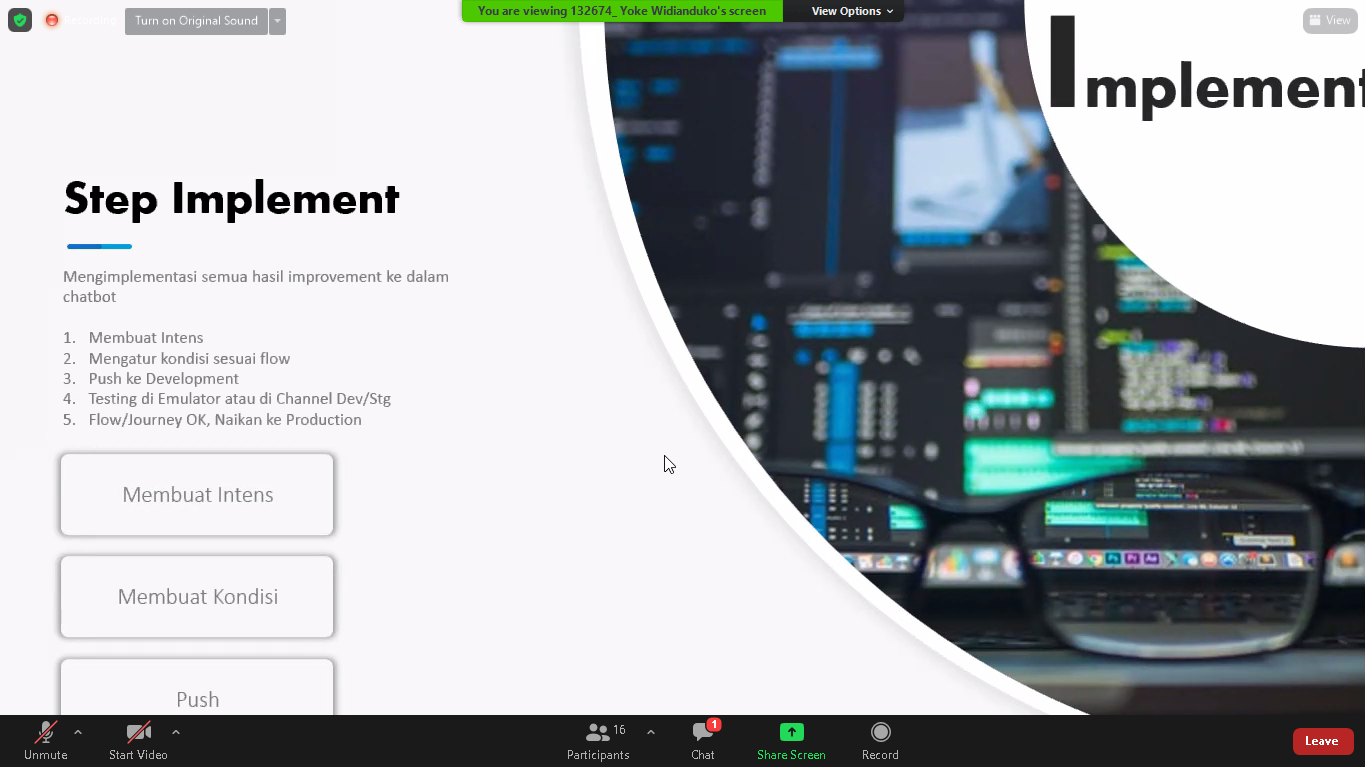 Recording
Turn on Original Sound
You are viewing 132674_ Yoke Widianduko's screen
View Options
View
Implement
Step Implement
Mengimplementasi semua hasil improvement ke dalam
chatbot
1. Membuat Intens
2. Mengatur kondisi sesuai flow
3. Push ke Development
4. Testing di Emulator atau di Channel Dev/Stg
5. Flow/Journey OK, Naikan ke Production
Membuat Intens
Membuat Kondisi
Push
Unmute
Start Video
16
Participants
1
Chat
Share Screen
Record
Leave